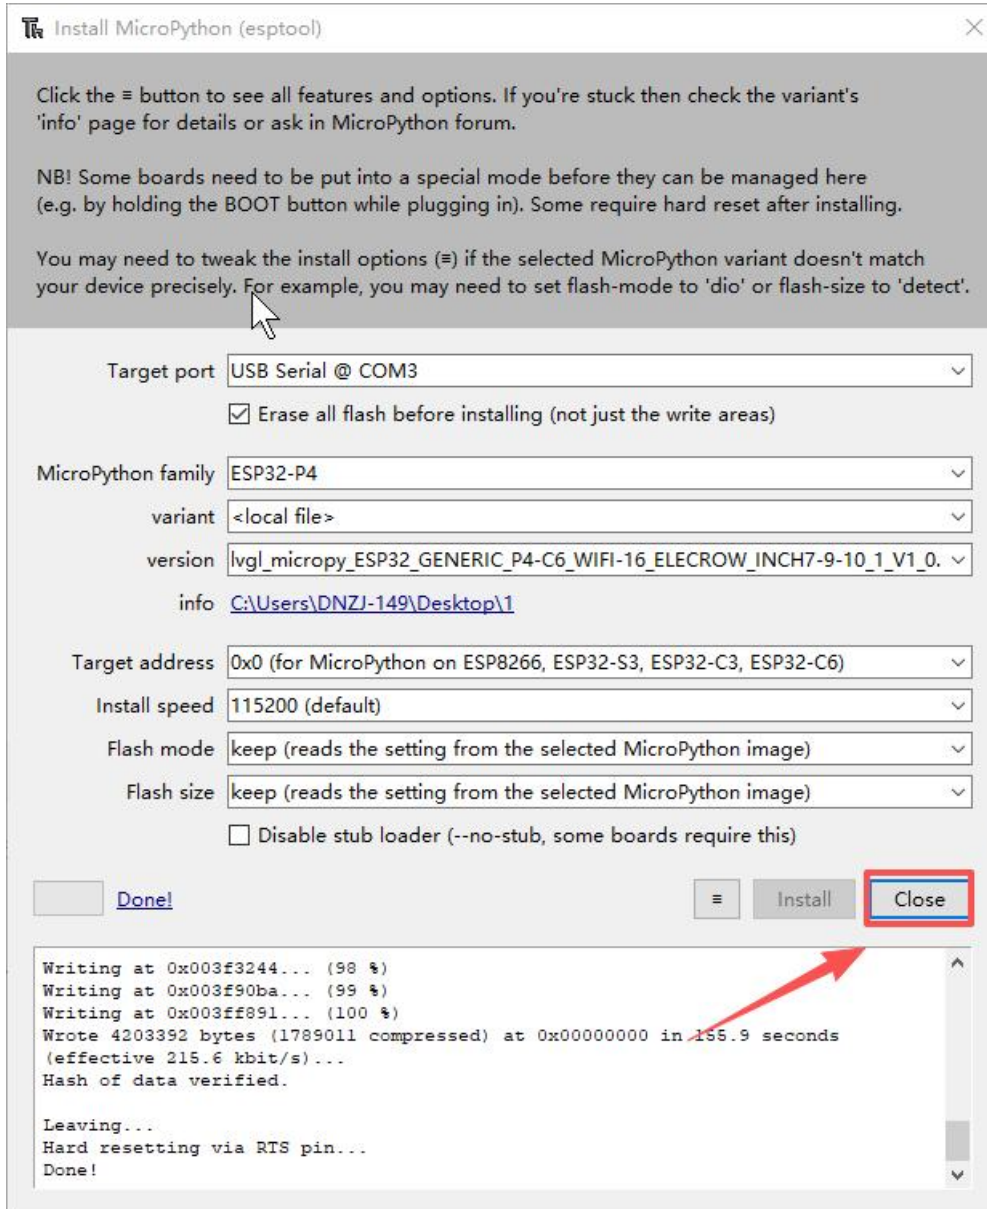 Install MicroPython (esptool)
Click the ≡ button to see all features and options. If you're stuck then check the variant's
'info' page for details or ask in MicroPython forum.
NB! Some boards need to be put into a special mode before they can be managed here
(e.g. by holding the BOOT button while plugging in). Some require hard reset after installing.
You may need to tweak the install options (≡) if the selected MicroPython variant doesn't match
your device precisely. For example, you may need to set flash-mode to 'dio' or flash-size to 'detect'.
Target port USB Serial @ COM3
Erase all flash before installing (not just the write areas)
MicroPython family ESP32-P4
variant <local file>
version lvgl_micropy_ESP32_GENERIC_P4-C6_WIFI-16_ELECROW_INCH7-9-10_1_V1_0.
info C:\Users\DNZJ-149\Desktop\1
Target address 0x0 (for MicroPython on ESP8266, ESP32-S3, ESP32-C3, ESP32-C6)
Install speed 115200 (default)
Flash mode keep (reads the setting from the selected MicroPython image)
Flash size keep (reads the setting from the selected MicroPython image)
Disable stub loader (--no-stub, some boards require this)
Done! ≡ Install Close
Writing at 0x003f3244... (98 %)
Writing at 0x003f90ba... (99 %)
Writing at 0x003ff891... (100 %)
Wrote 4203392 bytes (1789011 compressed) at 0x00000000 in 155.9 seconds
(effective 215.6 kbit/s)...
Hash of data verified.
Leaving...
Hard resetting via RTS pin...
Done!